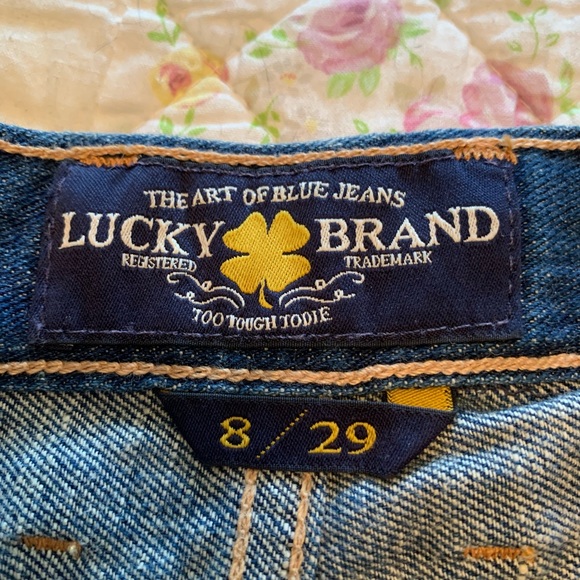 THE ART OF BLUE JEANS
LUCKY BRAND
REGISTERED TRADEMARK
TOO TOUGH TO DIE
8/29